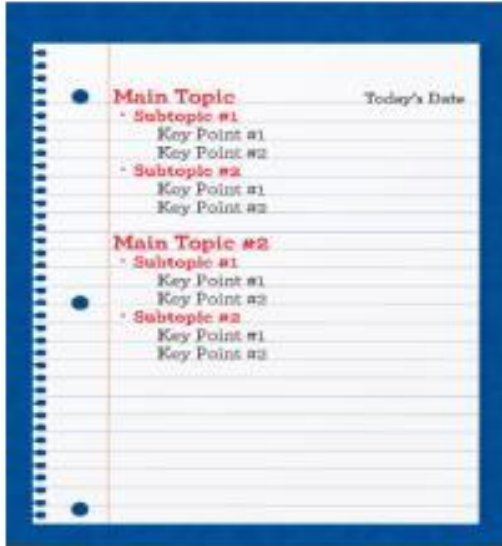 Main Topic Today's Date
· Subtopic #1
Key Point #1
Key Point #2
· Subtopic #2
Key Point #1
Key Point #2
Main Topic #2
· Subtopic #1
Key Point #1
Key Point #2
· Subtopic #2
Key Point #1
Key Point #2